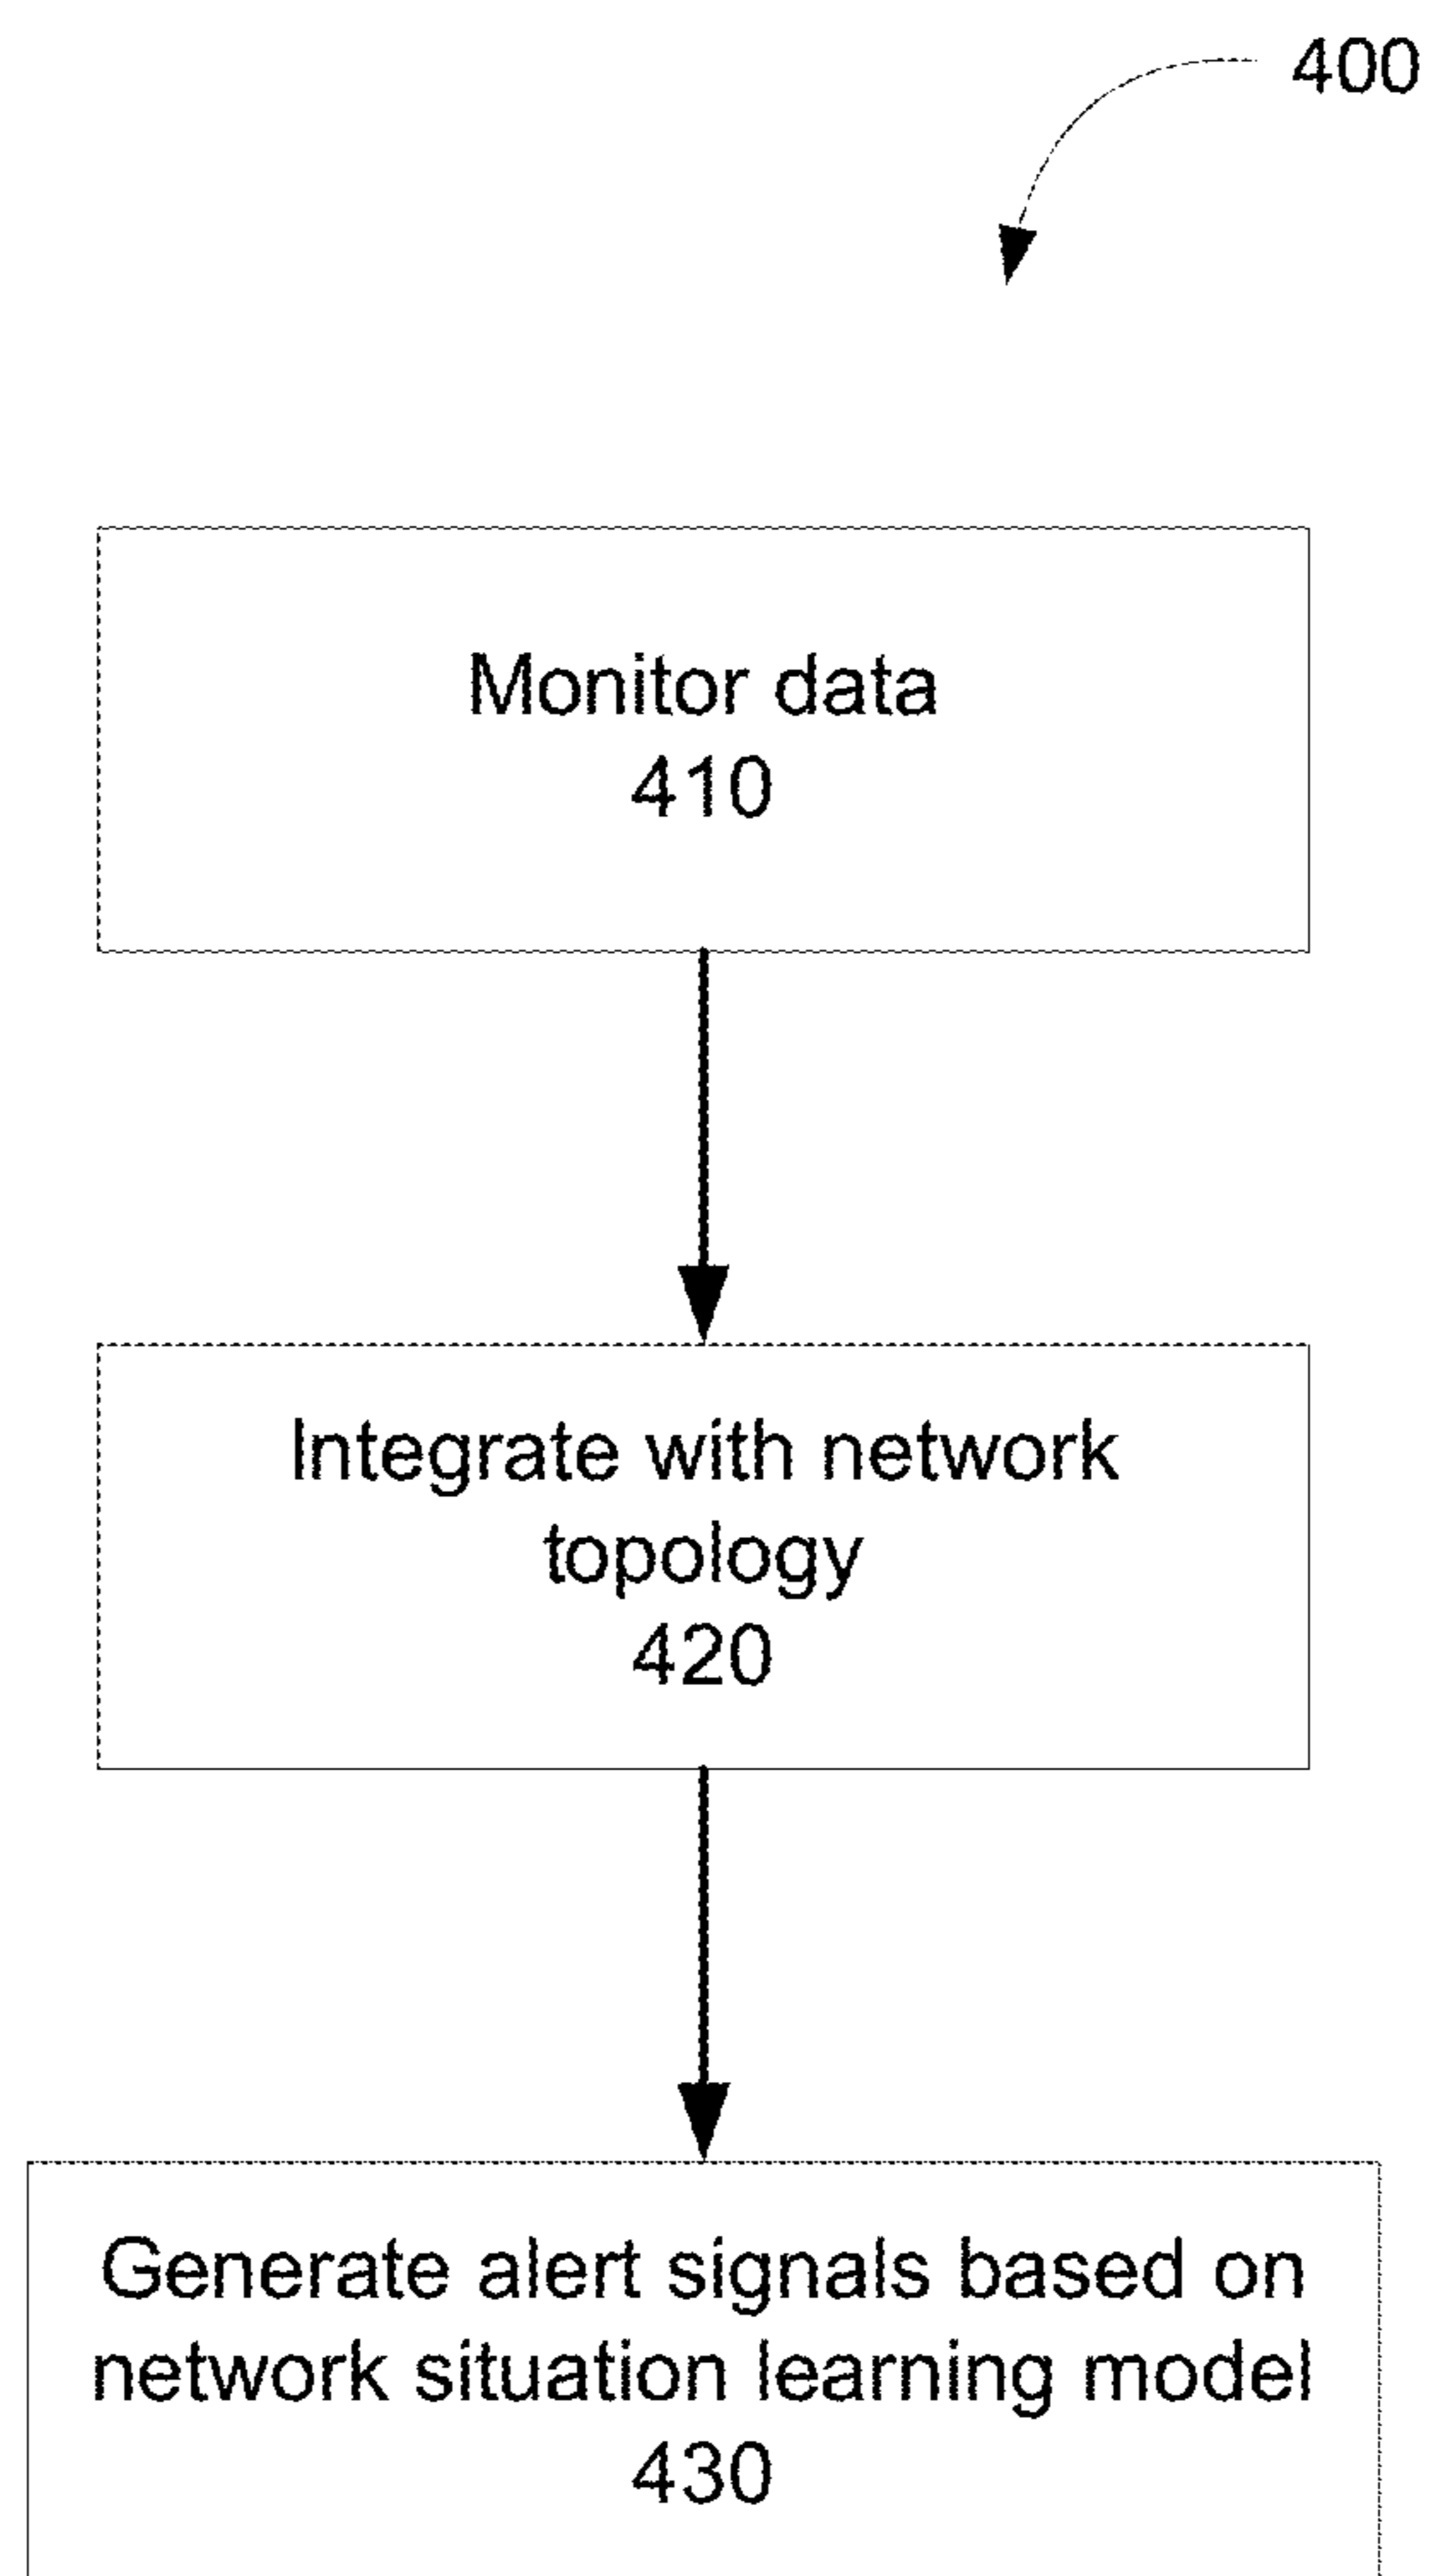 400
Monitor data
410
Integrate with network
topology
420
Generate alert signals based on
network situation learning model
430